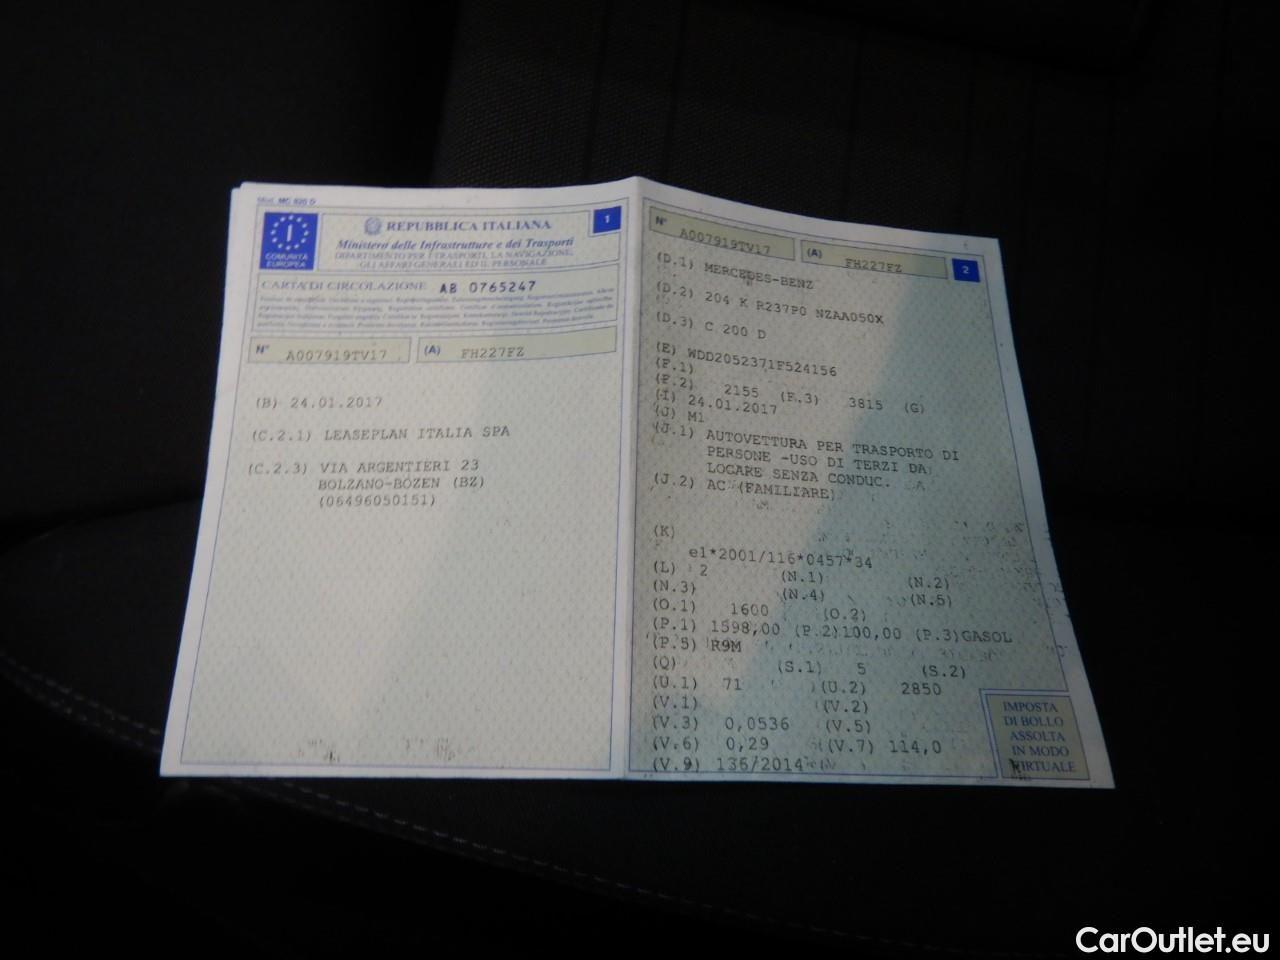 Mod. MC 820 D
I
COMUNITÀ
EUROPEA
REPUBBLICA ITALIANA
Ministero delle Infrastrutture e dei Trasporti
DIPARTIMENTO PER I TRASPORTI, LA NAVIGAZIONE,
GLI AFFARI GENERALI ED IL PERSONALE
1
CARTA DI CIRCOLAZIONE AB 0765247
N° A007919TV17 (A) FH227FZ
(B) 24.01.2017
(C.2.1) LEASEPLAN ITALIA SPA
(C.2.3) VIA ARGENTIERI 23
BOLZANO-BOZEN (BZ)
(06496050151)
N° A007919TV17 (A) FH227FZ
2
(D.1) MERCEDES-BENZ
(D.2) 204 K R237P0 NZAA050X
(D.3) C 200 D
(E) WDD2052371F524156
(F.1)
(F.2) 2155 (F.3) 3815 (G)
(I) 24.01.2017
(J) M1
(J.1) AUTOVETTURA PER TRASPORTO DI
PERSONE -USO DI TERZI DA
LOCARE SENZA CONDUC.
(J.2) AC (FAMILIARE)
(K)
e1*2001/116*0457*34
(L) 2 (N.1) (N.2)
(N.3) (N.4) (N.5)
(O.1) 1600 (O.2)
(P.1) 1598,00 (P.2)100,00 (P.3)GASOL
(P.5) R9M
(Q) (S.1) 5 (S.2)
(U.1) 71 (U.2) 2850
(V.1) (V.2)
(V.3) 0,0536 (V.5)
(V.6) 0,29 (V.7) 114,0
(V.9) 136/2014
IMPOSTA
DI BOLLO
ASSOLTA
IN MODO
VIRTUALE
CarOutlet.eu